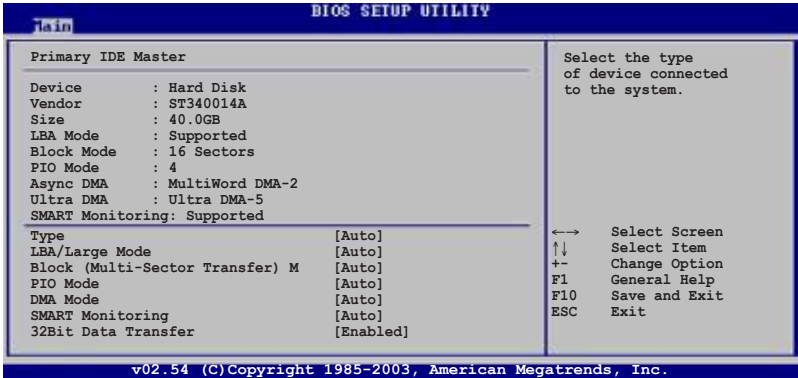 BIOS SETUP UTILITY
Main
Primary IDE Master
Device : Hard Disk
Vendor : ST340014A
Size : 40.0GB
LBA Mode : Supported
Block Mode : 16 Sectors
PIO Mode : 4
Async DMA : MultiWord DMA-2
Ultra DMA : Ultra DMA-5
SMART Monitoring: Supported
Type [Auto]
LBA/Large Mode [Auto]
Block (Multi-Sector Transfer) M [Auto]
PIO Mode [Auto]
DMA Mode [Auto]
SMART Monitoring [Auto]
32Bit Data Transfer [Enabled]
Select the type
of device connected
to the system.
←→ Select Screen
↑↓ Select Item
+- Change Option
F1 General Help
F10 Save and Exit
ESC Exit
v02.54 (C)Copyright 1985-2003, American Megatrends, Inc.